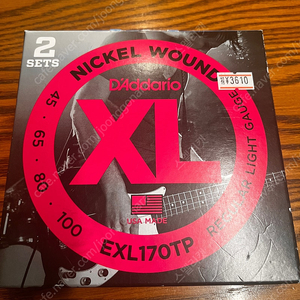 2
SETS
NICKEL WOUND
¥3610
D'Addario
XL
45 · 65 · 80 · 100
REGULAR LIGHT GAUGE
USA MADE
EXL170TP